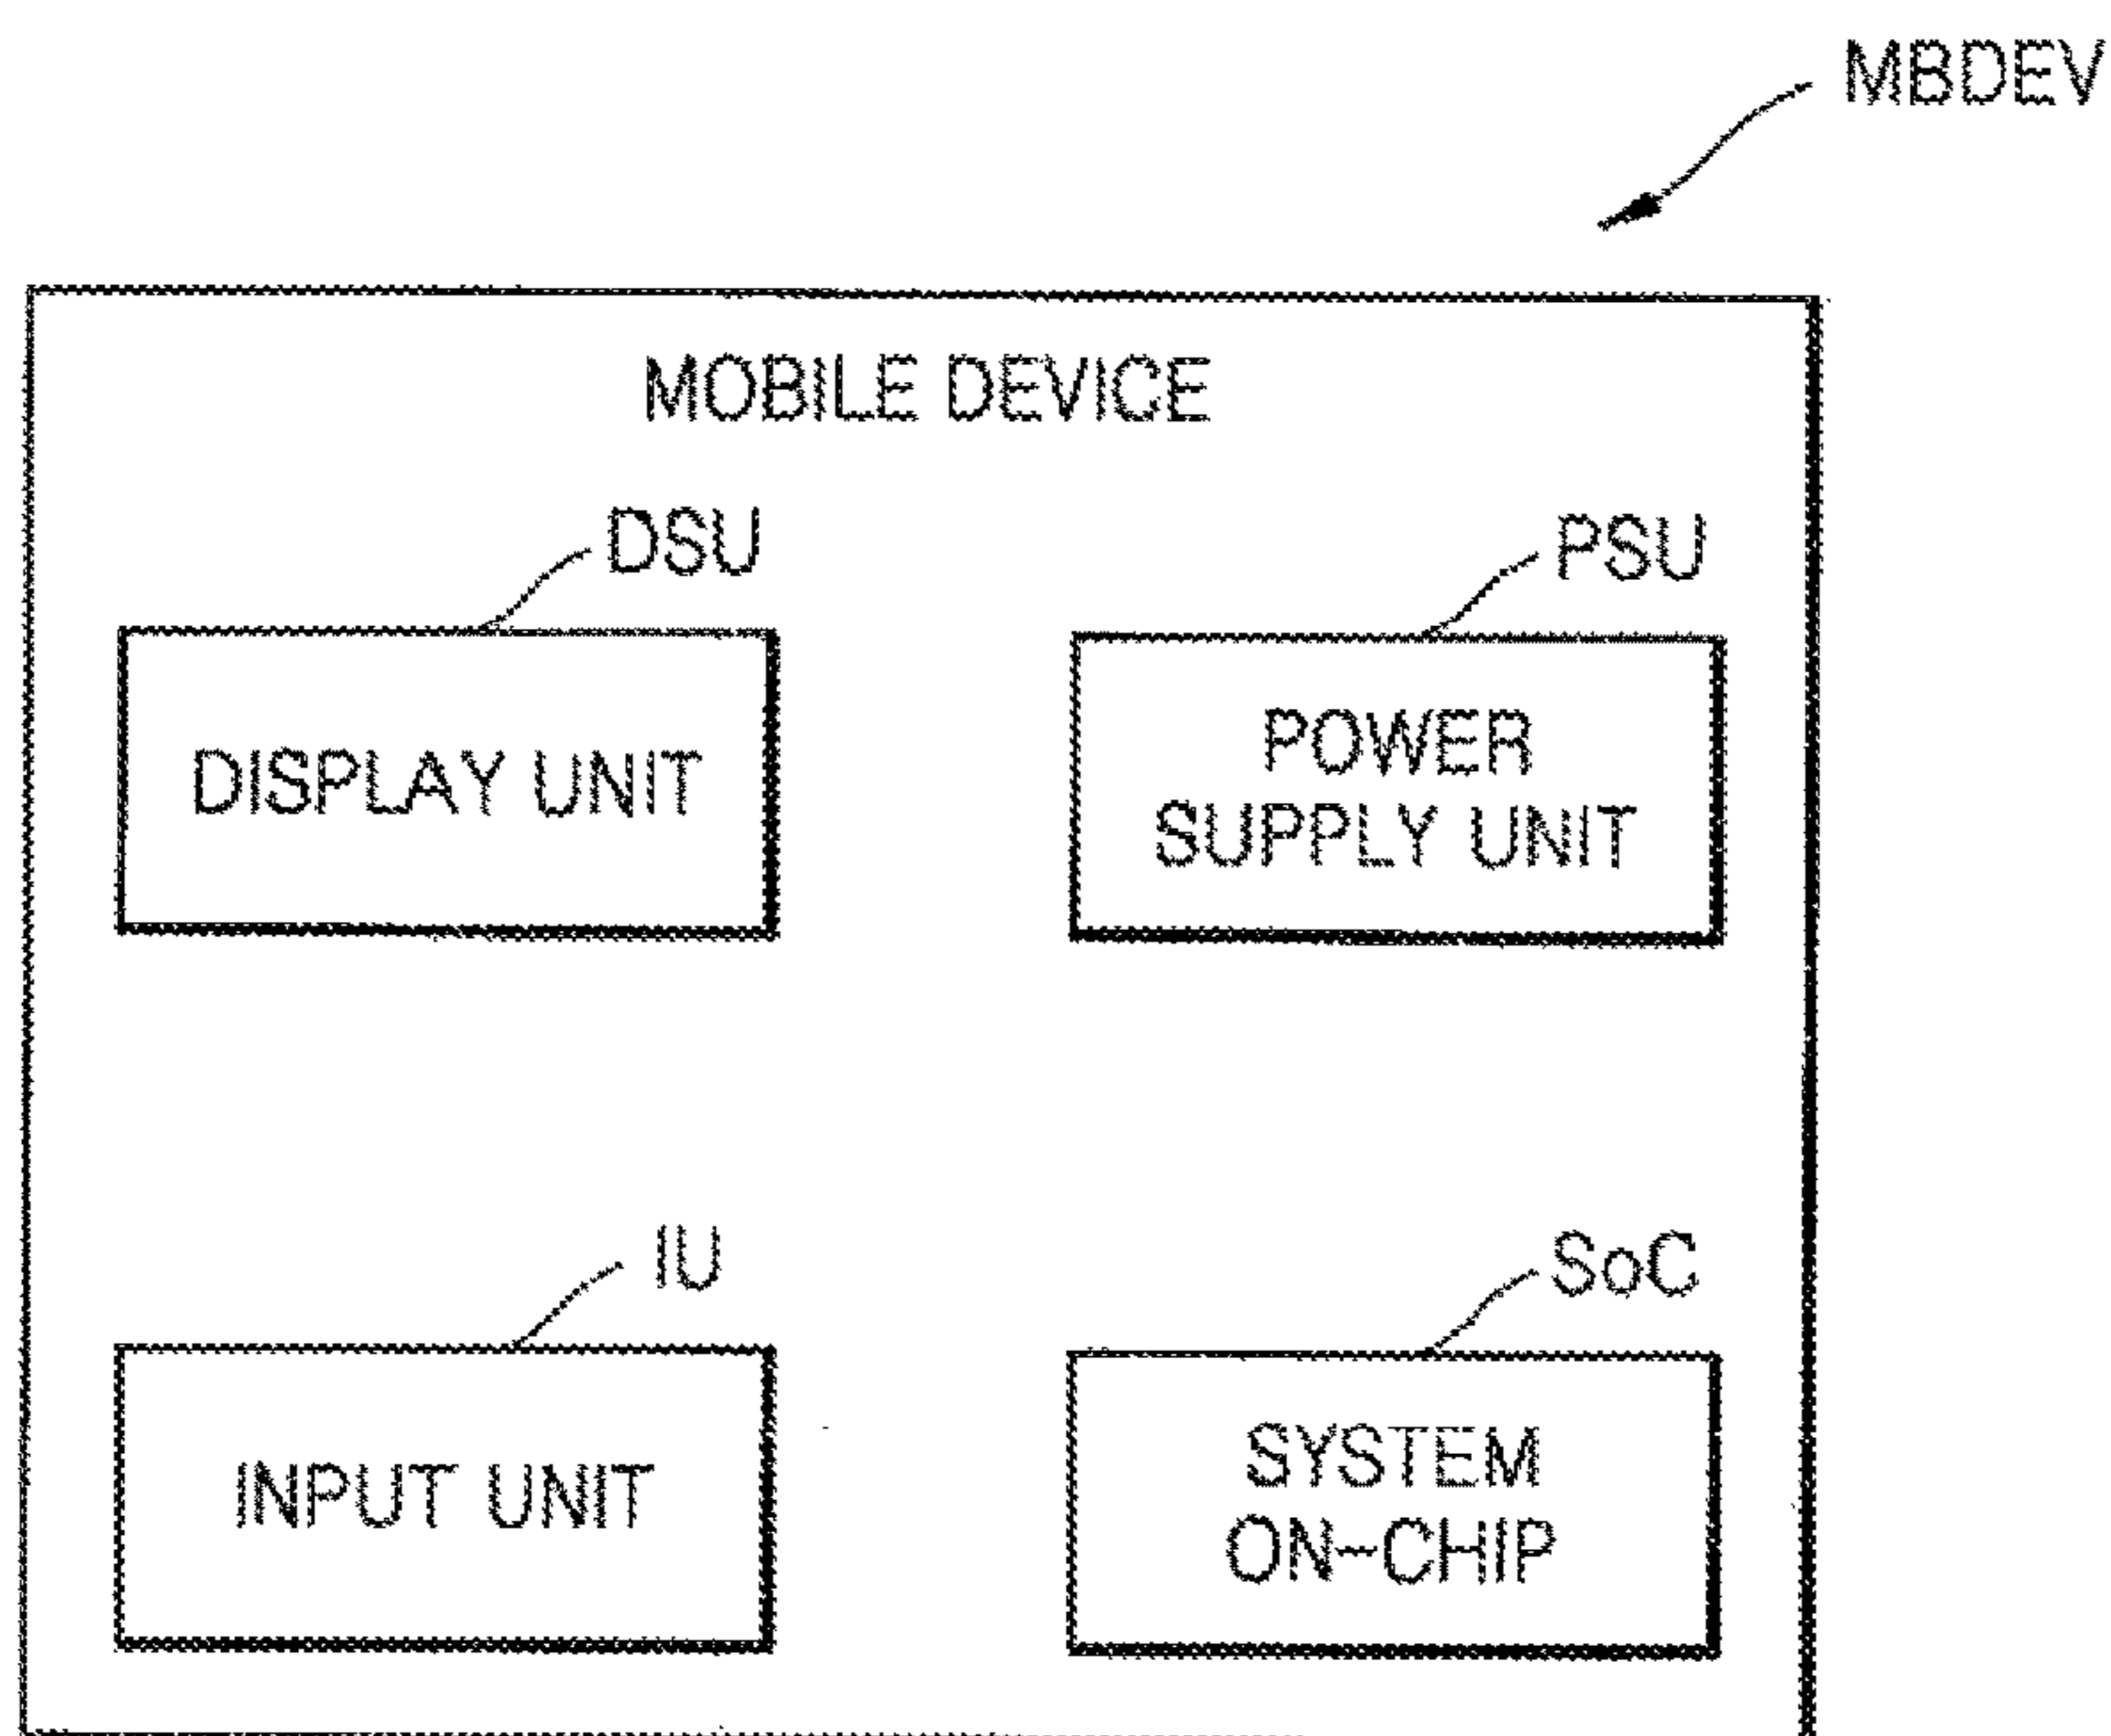 MBDEV
MOBILE DEVICE
DSU
PSU
DISPLAY UNIT
POWER
SUPPLY UNIT
IU
SoC
INPUT UNIT
SYSTEM
ON-CHIP